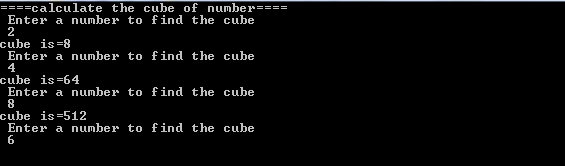 ====calculate the cube of number====
Enter a number to find the cube
2
cube is=8
Enter a number to find the cube
4
cube is=64
Enter a number to find the cube
8
cube is=512
Enter a number to find the cube
6